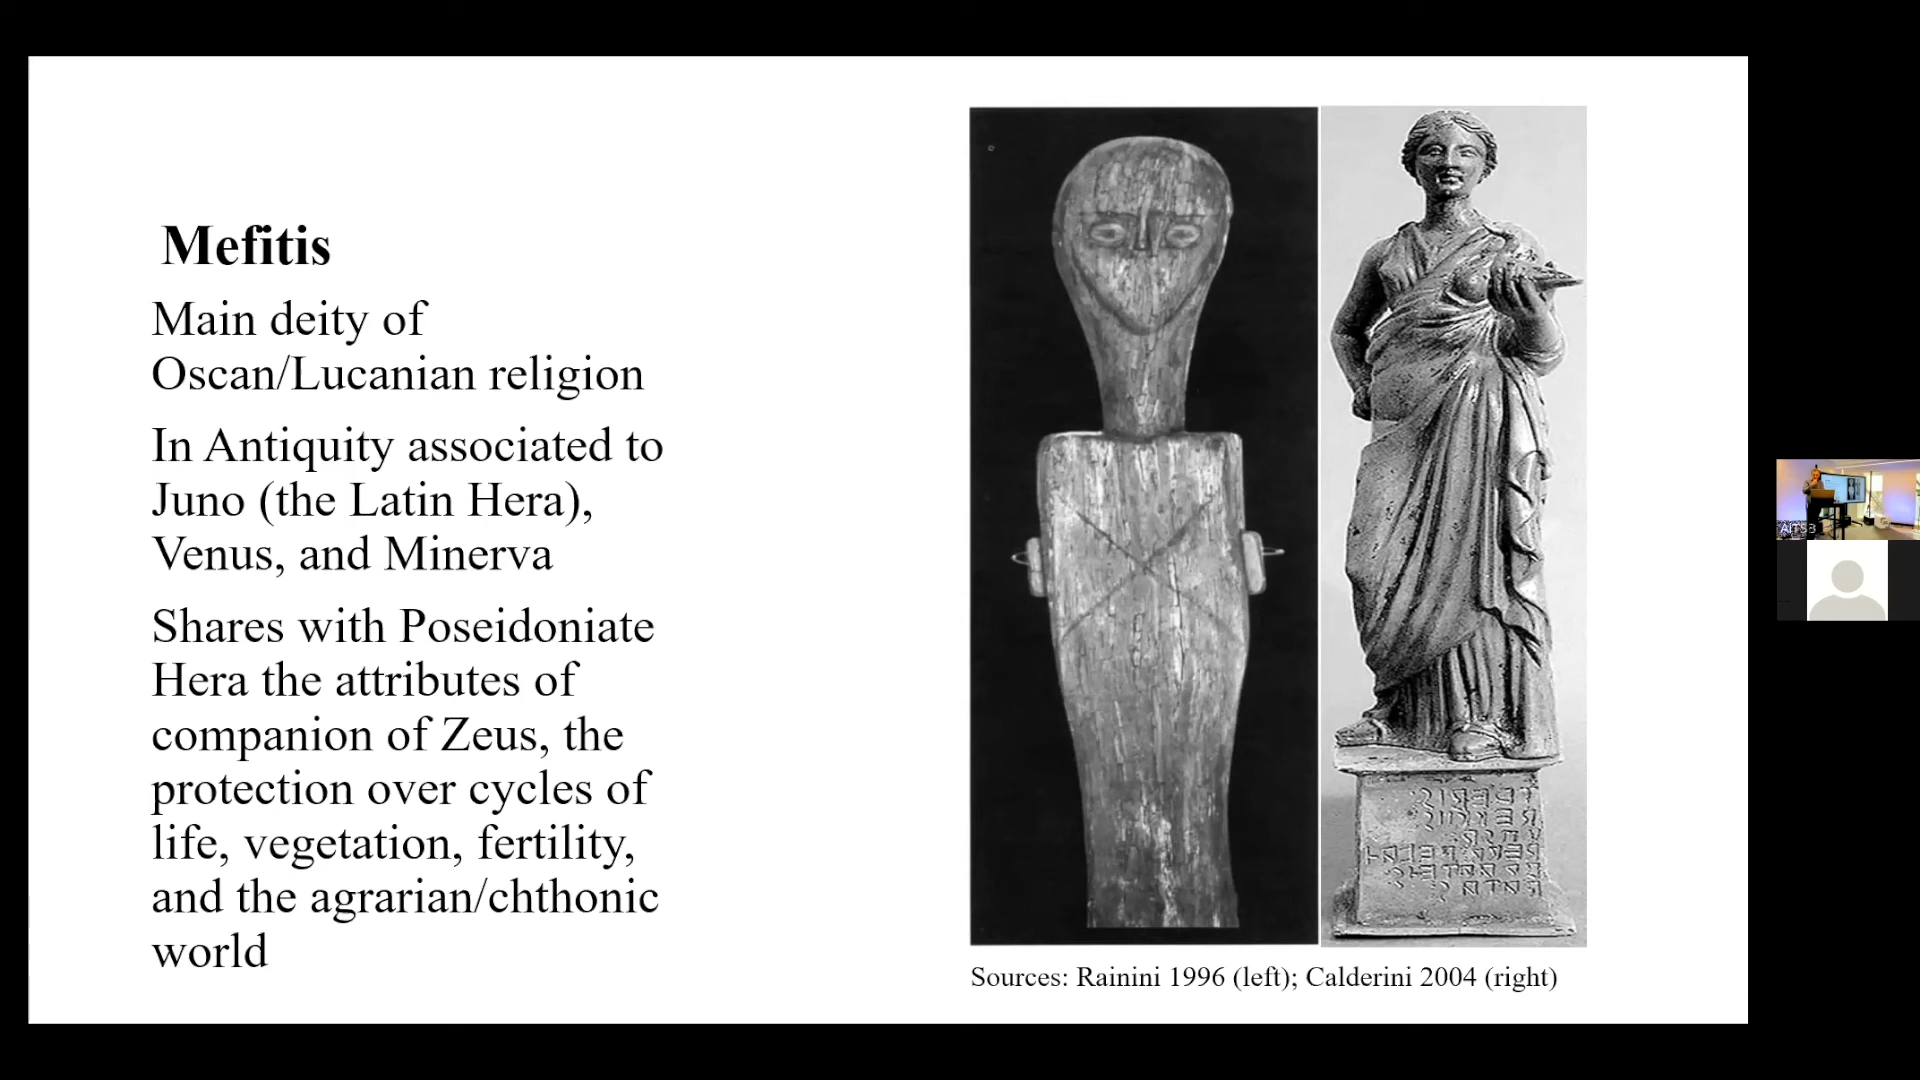 Mefitis
Main deity of
Oscan/Lucanian religion
In Antiquity associated to
Juno (the Latin Hera),
Venus, and Minerva
Shares with Poseidoniate
Hera the attributes of
companion of Zeus, the
protection over cycles of
life, vegetation, fertility,
and the agrarian/chthonic
world
Sources: Rainini 1996 (left); Calderini 2004 (right)